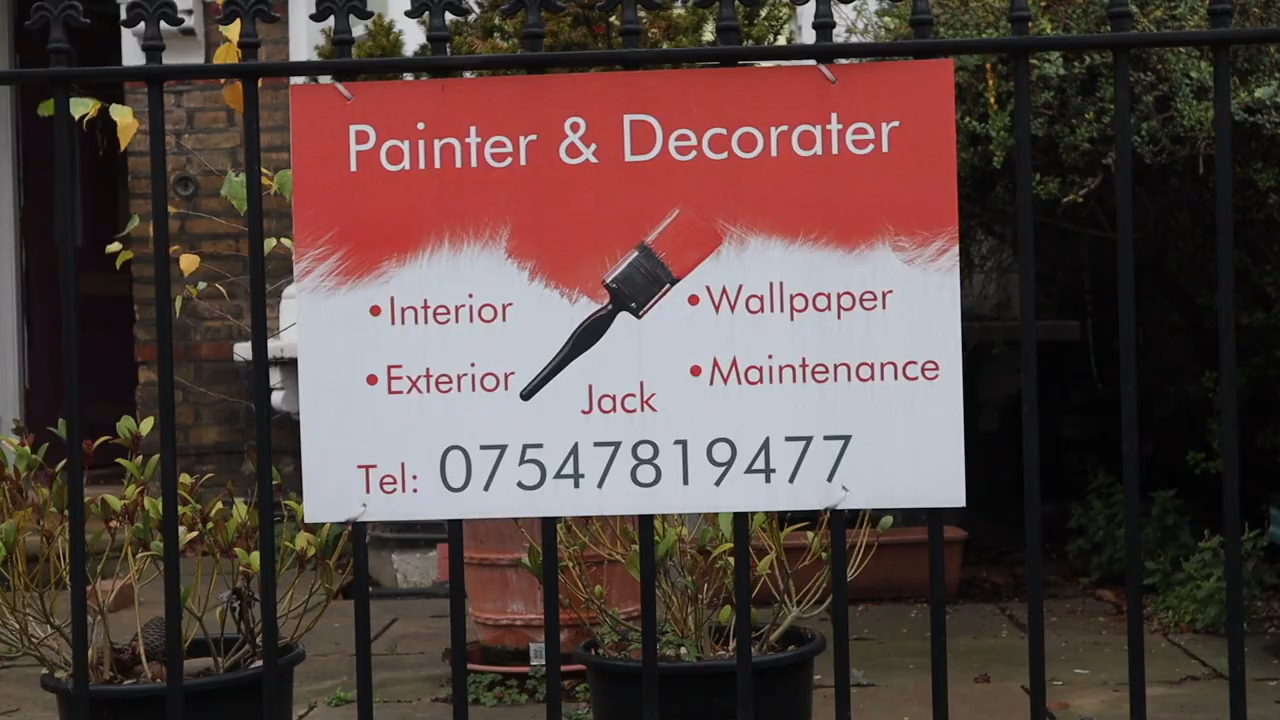 Painter & Decorater
• Interior
• Wallpaper
• Exterior
• Maintenance
Jack
Tel: 07547819477